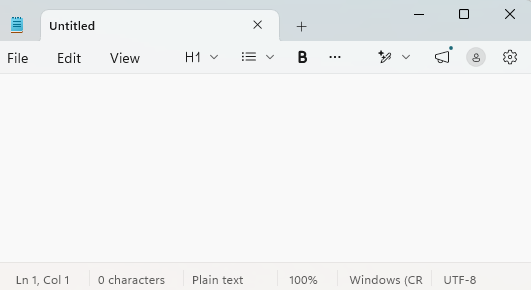 Untitled
File Edit View H1 B
Ln 1, Col 1 0 characters Plain text 100% Windows (CR UTF-8